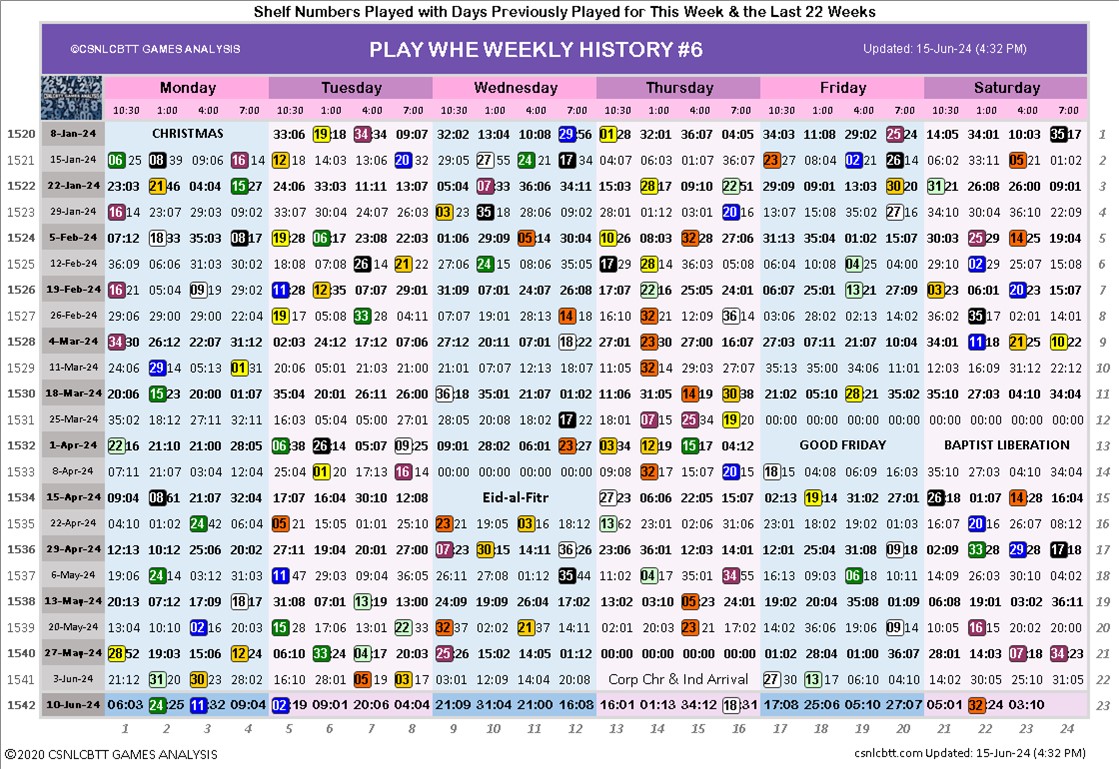 Shelf Numbers Played with Days Previously Played for This Week & the Last 22 Weeks
©CSNLCBTT GAMES ANALYSIS PLAY WHE WEEKLY HISTORY #6 Updated: 15-Jun-24 (4:32 PM)
Monday Tuesday Wednesday Thursday Friday Saturday
10:30 1:00 4:00 7:00 10:30 1:00 4:00 7:00 10:30 1:00 4:00 7:00 10:30 1:00 4:00 7:00 10:30 1:00 4:00 7:00 10:30 1:00 4:00 7:00
1520 8-Jan-24 CHRISTMAS 33:06 19:18 34:34 09:07 32:02 13:04 10:08 29:56 01:28 32:01 36:07 04:05 34:03 11:08 29:02 25:24 14:05 34:01 10:03 35:17 1
1521 15-Jan-24 06:25 08:39 09:06 16:14 12:18 14:03 13:06 20:32 29:05 27:55 24:21 17:34 04:07 06:03 01:07 36:07 23:27 08:04 02:21 26:14 06:02 33:11 05:21 01:02 2
1522 22-Jan-24 23:03 21:46 04:04 15:27 24:06 33:03 11:11 13:07 05:04 07:33 36:06 34:11 15:03 28:17 09:10 22:51 29:09 09:01 13:03 30:20 31:21 26:08 26:00 09:01 3
1523 29-Jan-24 16:14 23:07 29:03 09:02 33:07 30:04 24:07 26:03 03:23 35:18 28:06 09:02 28:01 01:12 03:01 20:16 13:07 15:08 35:02 27:16 34:10 30:04 36:10 22:09 4
1524 5-Feb-24 07:12 18:33 35:03 08:17 19:28 06:17 23:08 22:03 01:06 29:09 11:14 30:04 10:26 08:03 32:28 27:06 31:13 35:04 01:02 15:07 30:03 25:29 14:25 19:04 5
1525 12-Feb-24 36:09 06:06 31:03 30:02 18:08 07:08 26:14 21:22 27:06 24:15 08:06 35:05 17:29 28:14 03:06 05:08 06:04 10:08 04:25 04:00 29:10 02:29 25:07 15:08 6
1526 19-Feb-24 16:21 05:04 09:19 29:02 11:28 12:35 07:07 29:01 31:09 07:01 24:07 26:08 17:07 22:16 25:05 24:01 07:05 29:06 13:21 27:09 03:23 06:01 20:23 15:07 7
1527 26-Feb-24 29:06 29:00 29:00 22:04 19:17 05:08 33:28 04:11 07:07 19:01 28:13 14:18 16:10 32:21 12:09 36:14 03:06 28:02 02:13 14:08 36:02 35:17 02:01 14:01 8
1528 4-Mar-24 34:30 26:12 22:07 31:12 02:03 24:12 17:12 07:06 17:12 20:11 09:12 18:22 27:01 23:30 27:00 16:07 27:03 07:11 21:07 10:04 34:01 11:18 21:25 10:22 9
1529 11-Mar-24 24:06 29:14 05:13 01:31 20:06 05:01 21:03 21:00 21:01 07:07 12:13 18:07 11:05 32:14 29:03 27:07 35:13 35:00 34:06 11:01 12:03 16:09 31:12 22:12 10
1530 18-Mar-24 20:06 15:23 20:00 01:07 35:04 20:01 26:11 26:00 36:18 35:01 21:07 01:02 11:06 31:05 14:19 30:38 21:02 05:10 28:21 35:02 35:10 27:03 04:10 34:04 11
1531 25-Mar-24 35:02 18:12 27:11 32:11 16:03 05:04 05:00 27:01 28:05 20:08 18:02 17:22 18:01 07:15 25:34 19:20 00:00 00:00 00:00 00:00 00:00 00:00 00:00 00:00 12
1532 1-Apr-24 22:16 21:10 21:00 28:05 06:38 26:14 05:07 09:25 09:01 28:02 06:01 23:27 03:34 12:19 15:17 04:12 GOOD FRIDAY BAPTIST LIBERATION 13
1533 8-Apr-24 07:11 21:07 03:04 12:04 25:04 01:20 17:13 16:14 00:00 00:00 00:00 00:00 09:08 32:17 15:07 20:15 18:15 04:08 06:09 16:03 35:10 27:03 04:10 34:04 14
1534 15-Apr-24 09:04 08:61 21:07 32:04 17:07 16:04 30:10 12:08 Eid-al-Fitr 27:23 06:06 22:05 15:07 02:13 19:14 31:02 27:01 26:18 01:07 14:28 16:04 15
1535 22-Apr-24 04:10 01:02 24:42 06:04 05:21 15:05 01:01 25:10 23:21 19:05 03:16 18:12 13:62 23:01 02:06 31:06 23:01 18:02 19:02 01:03 16:07 20:16 26:07 08:12 16
1536 29-Apr-24 12:13 10:12 25:06 20:02 27:11 19:04 20:01 27:00 07:23 30:15 14:11 36:26 23:06 36:01 12:03 14:01 12:01 25:04 31:08 09:18 02:09 33:28 29:28 17:18 17
1537 6-May-24 19:06 24:14 03:12 31:03 11:47 29:03 09:04 36:05 26:11 27:08 01:12 35:44 11:02 04:17 35:01 34:55 16:13 09:03 06:18 10:11 14:09 26:03 30:10 04:02 18
1538 13-May-24 20:13 07:12 17:09 18:17 31:08 07:01 13:19 13:00 24:09 19:09 26:04 17:02 13:02 03:10 05:23 24:01 19:02 20:04 35:08 01:09 06:08 19:01 03:02 36:11 19
1539 20-May-24 13:04 10:10 02:16 20:03 15:28 17:06 13:01 22:33 32:37 02:02 21:37 14:11 02:01 20:03 23:21 17:02 14:02 36:06 19:06 09:14 10:05 16:15 20:02 20:00 20
1540 27-May-24 28:52 19:03 15:06 12:24 06:10 33:24 04:17 03:05 25:26 15:02 14:05 01:09 00:00 00:00 00:00 00:00 01:02 28:04 01:00 36:07 28:01 14:03 07:18 34:23 21
1541 3-Jun-24 21:12 31:20 30:23 28:02 16:10 28:01 05:19 03:17 03:01 12:09 14:04 20:08 Corp Chr & Ind Arrival 27:30 13:17 06:10 04:10 14:02 30:05 25:10 31:05 22
1542 10-Jun-24 06:03 24:25 11:32 09:04 02:19 09:01 20:06 04:04 21:09 31:04 21:00 16:08 16:01 01:13 34:12 18:31 17:08 25:06 05:10 27:07 05:01 32:24 03:10 23
1 2 3 4 5 6 7 8 9 10 11 12 13 14 15 16 17 18 19 20 21 22 23 24
©2020 CSNLCBTT GAMES ANALYSIS csnlcbtt.com Updated: 15-Jun-24 (4:32 PM)